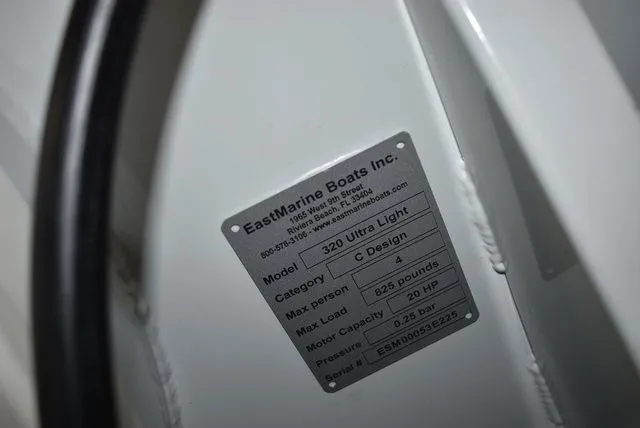 EastMarine Boats Inc.
1965 West 9th Street
Riviera Beach, FL 33404
800-578-3106 - www.eastmarineboats.com
Model 320 Ultra Light
Category C Design
Max person 4
Max Load 825 pounds
Motor Capacity 20 HP
Pressure 0.25 bar
Serial # ESM00053E225